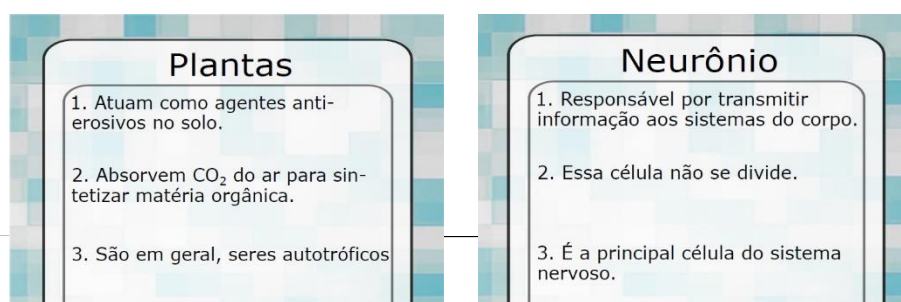 Plantas
1. Atuam como agentes anti-
erosivos no solo.
2. Absorvem CO₂ do ar para sin-
tetizar matéria orgânica.
3. São em geral, seres autotróficos
Neurônio
1. Responsável por transmitir
informação aos sistemas do corpo.
2. Essa célula não se divide.
3. É a principal célula do sistema
nervoso.